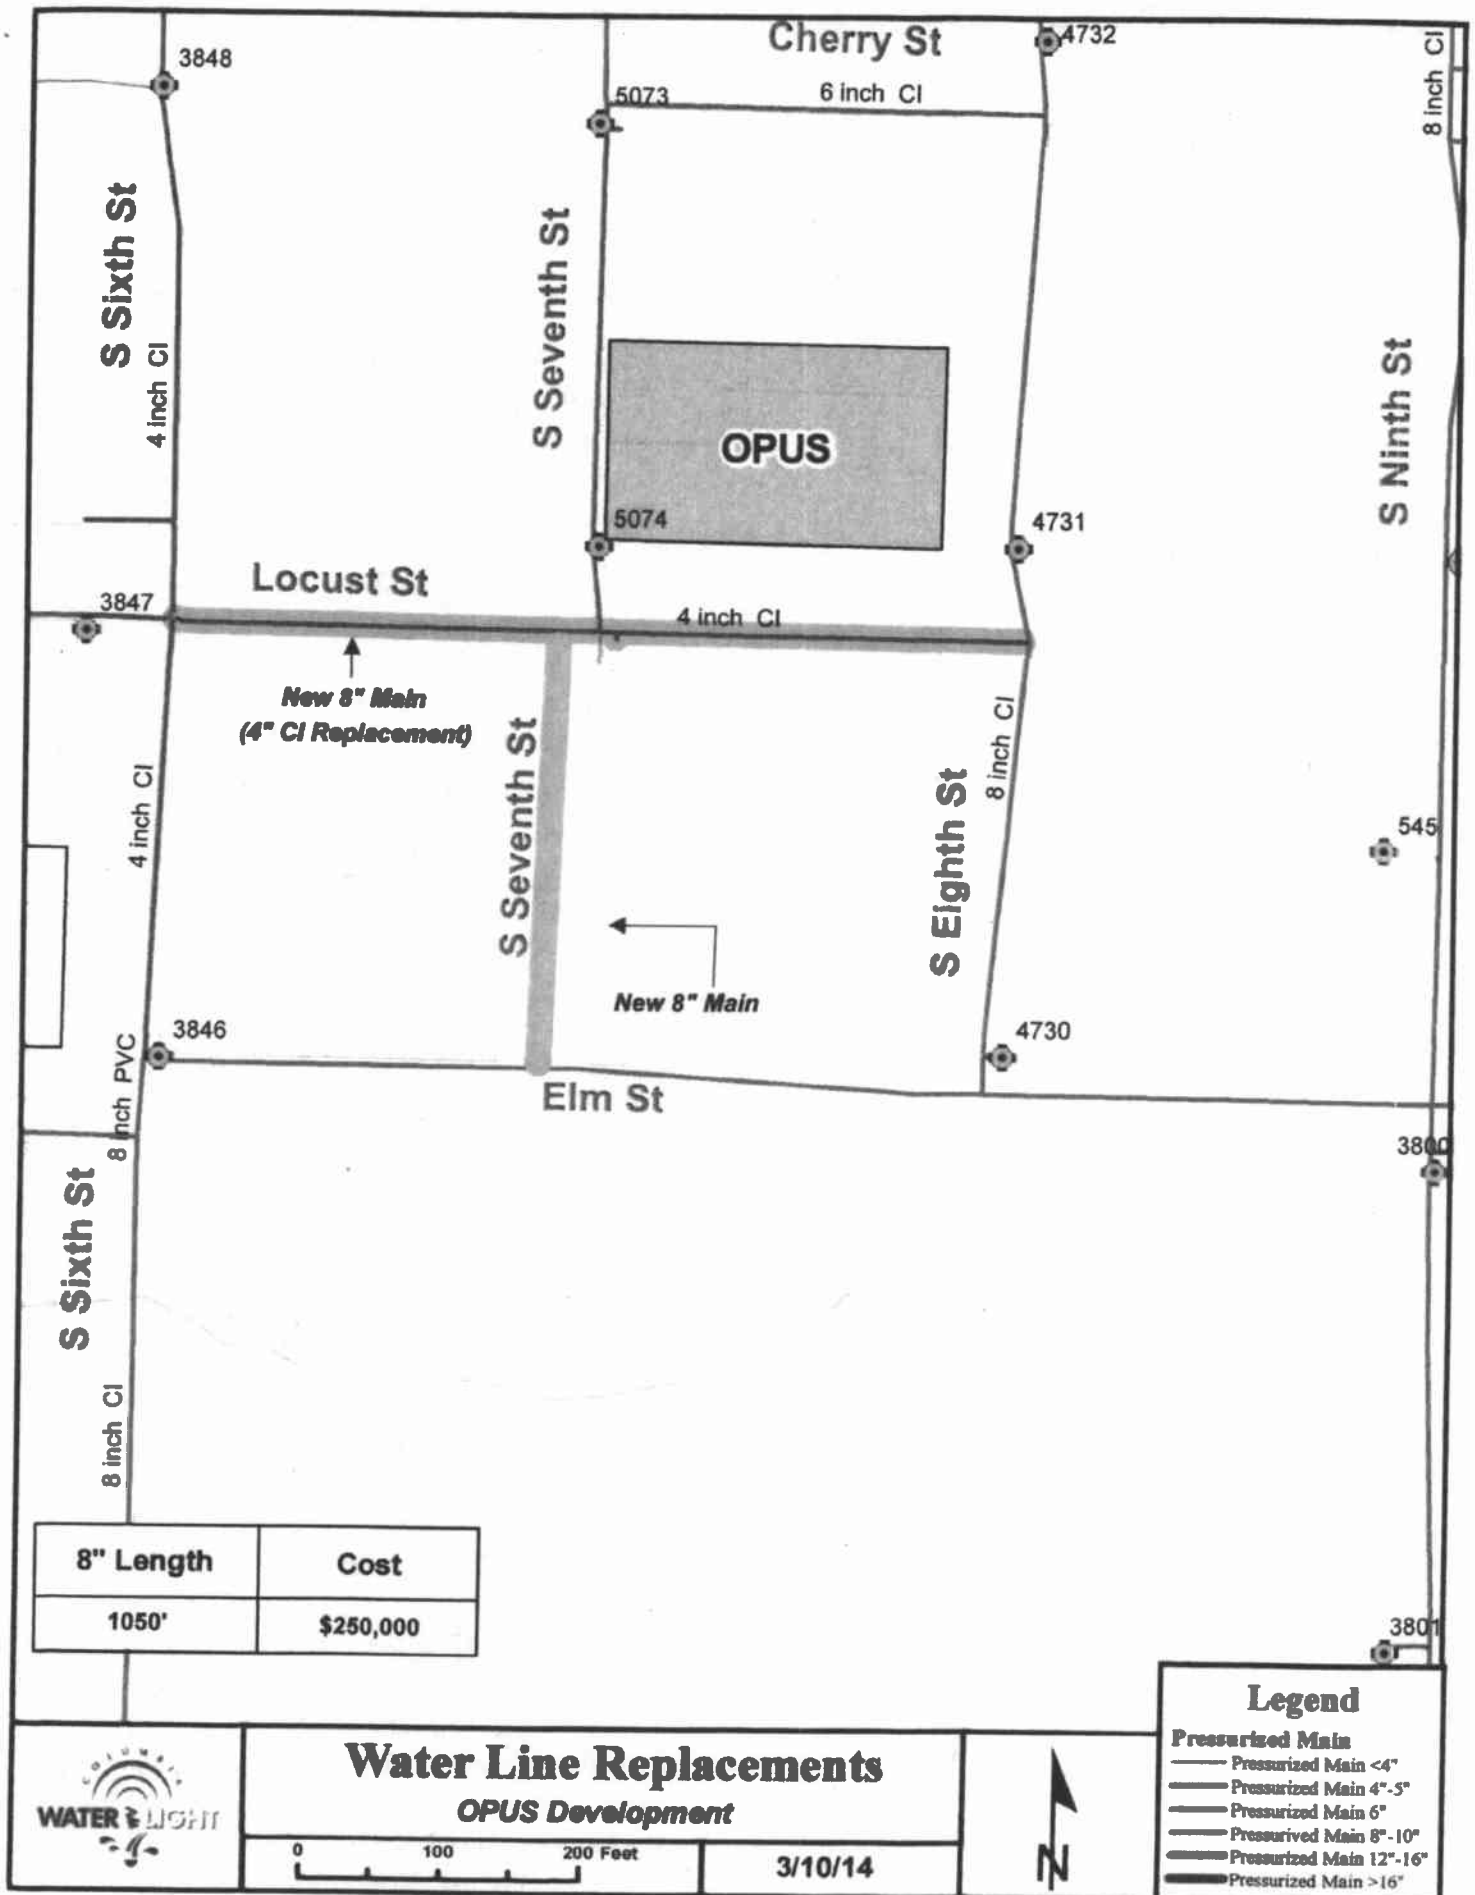 Cherry St
4732
3848
5073
6 inch CI
8 inch CI
S Sixth St
4 inch CI
S Seventh St
OPUS
S Ninth St
5074
4731
Locust St
3847
4 inch CI
New 8" Main
(4" CI Replacement)
S Seventh St
8 inch CI
4 inch CI
S Eighth St
545
New 8" Main
3846
4730
8 inch PVC
Elm St
3800
S Sixth St
8 inch CI
8" Length Cost
1050' $250,000
3801
Legend
Pressurized Main
Pressurized Main <4"
Pressurized Main 4"-5"
Pressurized Main 6"
Pressurived Main 8"-10"
Pressurized Main 12"-16"
Pressurized Main >16"
COLUMBIA
WATER & LIGHT
Water Line Replacements
OPUS Development
0 100 200 Feet
3/10/14
N